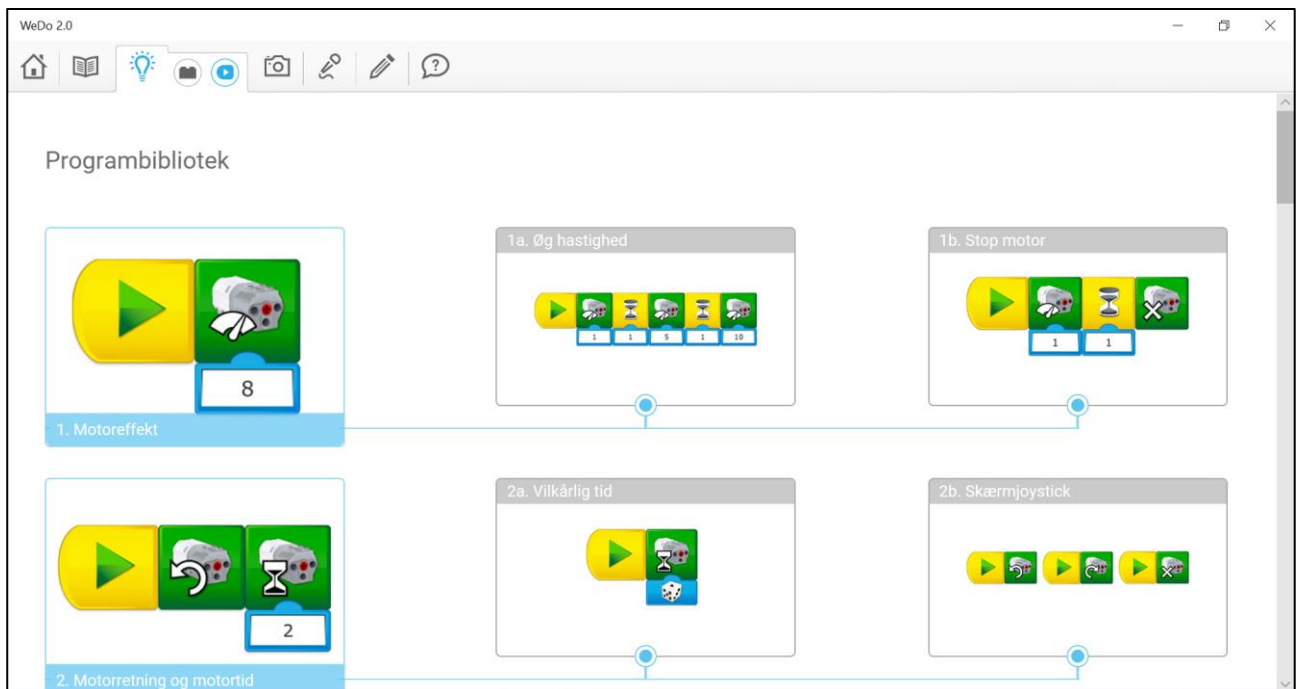 WeDo 2.0
Programbibliotek
8
1. Motoreffekt
1a. Øg hastighed
1 1 5 1 10
1b. Stop motor
1 1
2
2. Motorretning og motortid
2a. Vilkårlig tid
2b. Skærmjoystick